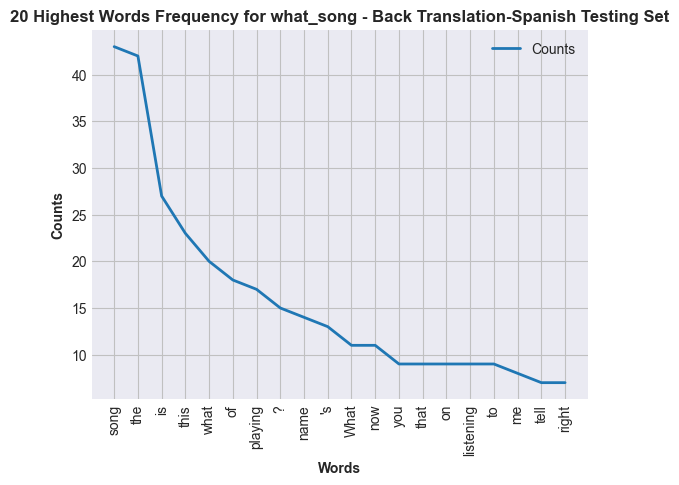 20 Highest Words Frequency for what_song - Back Translation-Spanish Testing Set
Counts
40
35
30
25
20
15
10
Counts
song
the
is
this
what
of
playing
?
name
's
What
now
you
that
on
listening
to
me
tell
right
Words